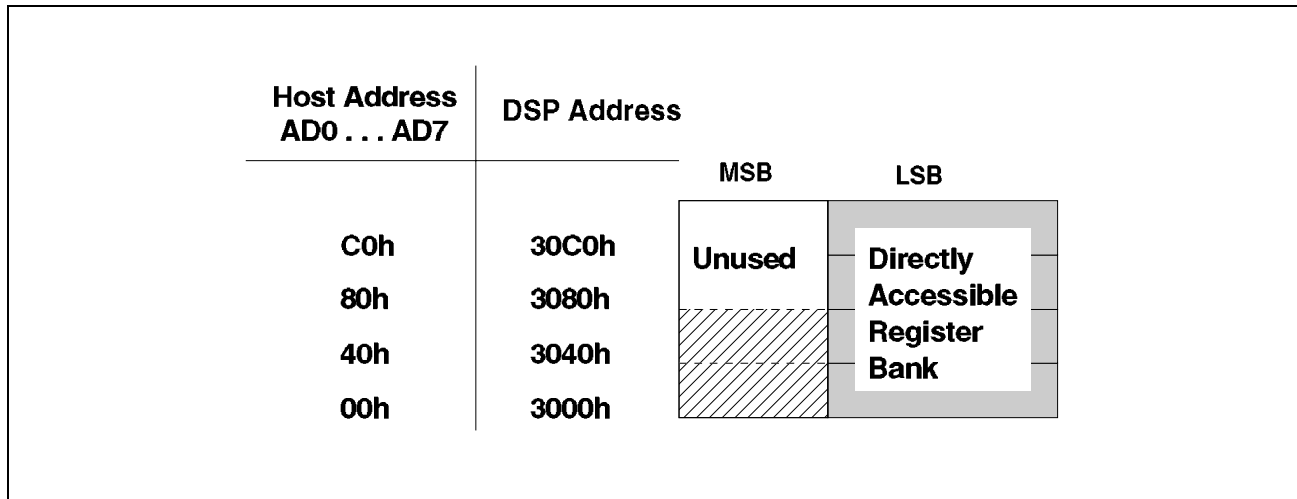 Host Address
AD0 . . . AD7
DSP Address
MSB
LSB
C0h
30C0h
80h
3080h
40h
3040h
00h
3000h
Unused
Directly
Accessible
Register
Bank